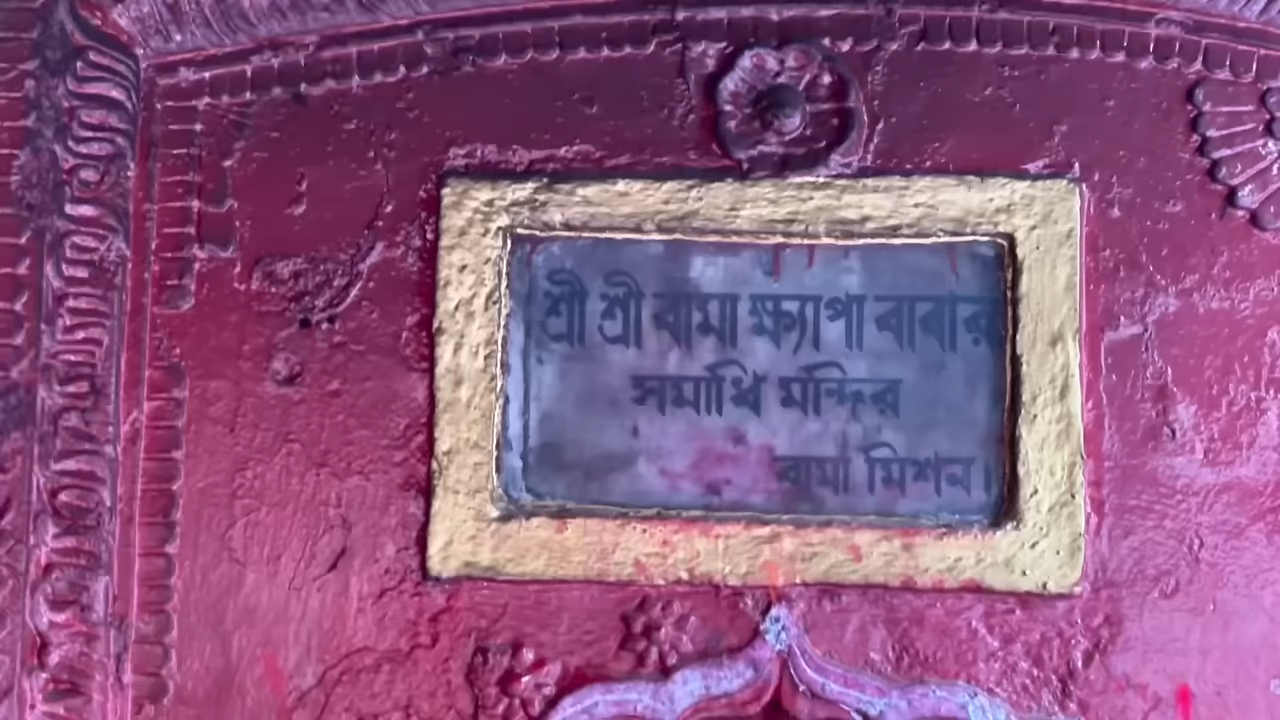 শ্রী শ্রী বামা ক্ষ্যাপা বাবার
সমাধি মন্দির
বামা মিশন।